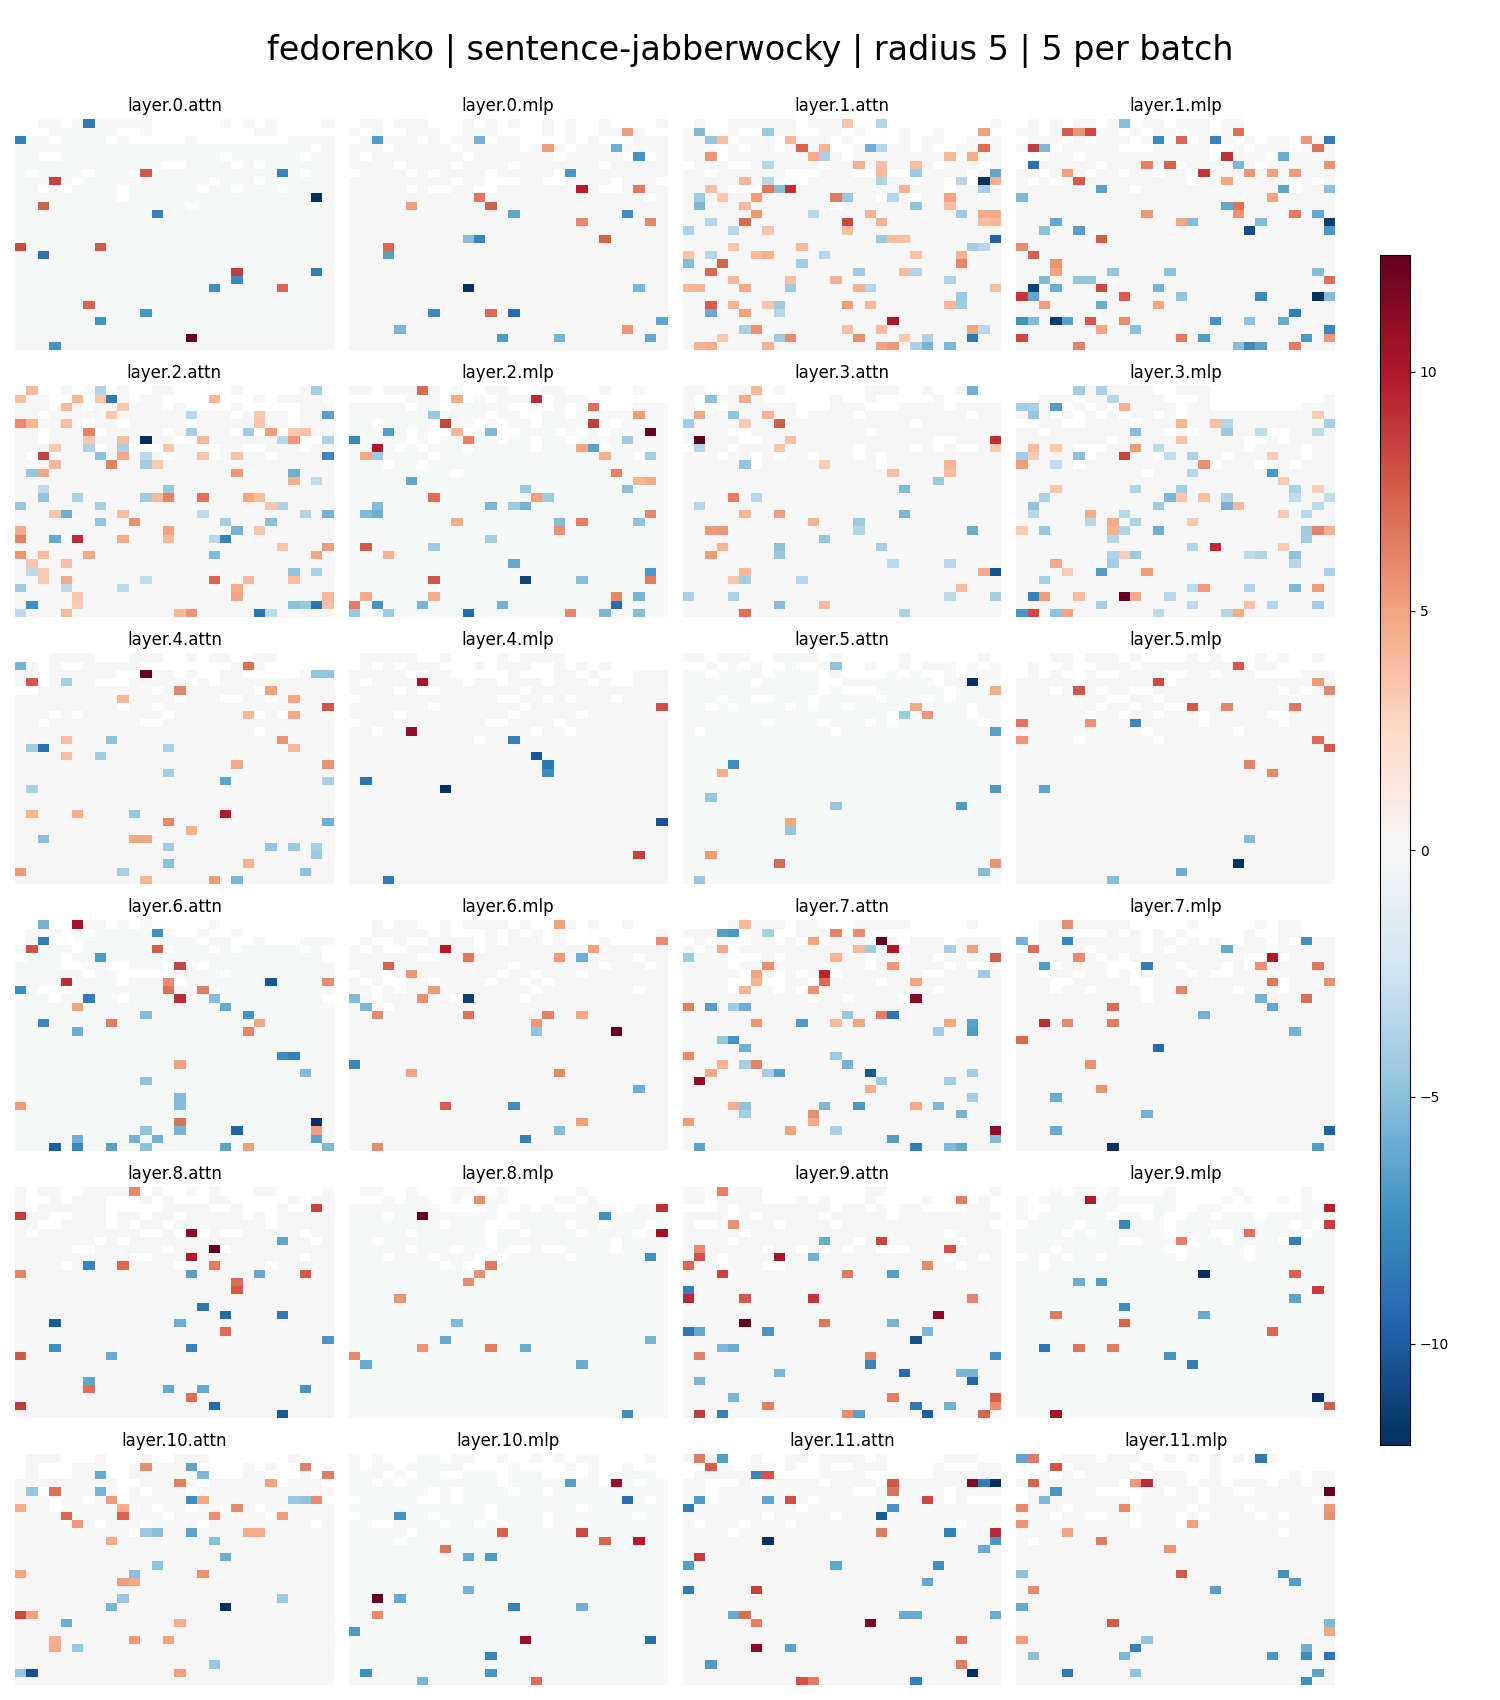 fedorenko | sentence-jabberwocky | radius 5 | 5 per batch
layer.0.attn
layer.0.mlp
layer.1.attn
layer.1.mlp
layer.2.attn
layer.2.mlp
layer.3.attn
layer.3.mlp
layer.4.attn
layer.4.mlp
layer.5.attn
layer.5.mlp
layer.6.attn
layer.6.mlp
layer.7.attn
layer.7.mlp
layer.8.attn
layer.8.mlp
layer.9.attn
layer.9.mlp
layer.10.attn
layer.10.mlp
layer.11.attn
layer.11.mlp
10
5
0
−5
−10